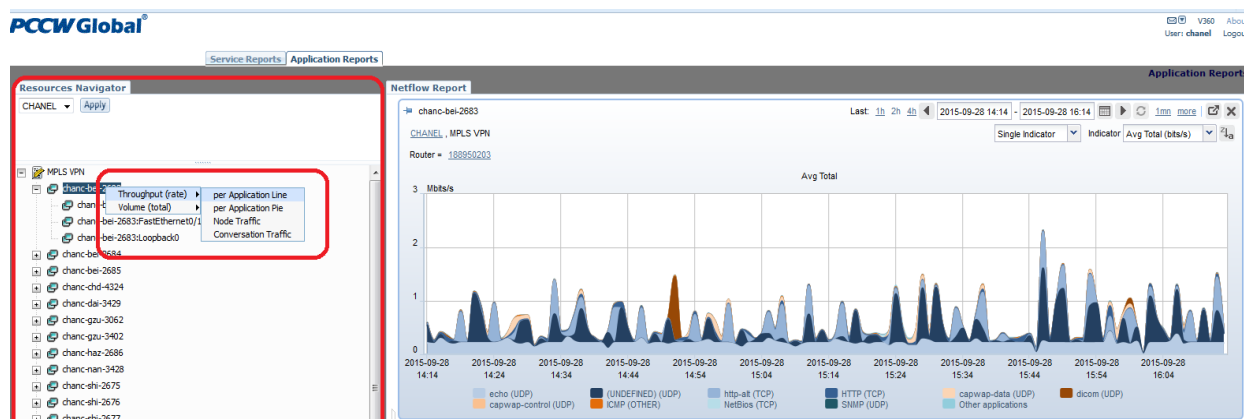 PCCW Global®
V360 Abou
User: chanel Logou
Service Reports Application Reports
Application Reports
Resources Navigator
CHANEL Apply
MPLS VPN
chanc-bei-2683
Throughput (rate)
Volume (total)
per Application Line
per Application Pie
Node Traffic
Conversation Traffic
chanc-bei-2683:FastEthernet0/1
chanc-bei-2683:Loopback0
chanc-bei-2684
chanc-bei-2685
chanc-chd-4324
chanc-dai-3429
chanc-gzu-3062
chanc-gzu-3402
chanc-haz-2686
chanc-nan-3428
chanc-shi-2675
chanc-shi-2676
chanc-shi-2677
Netflow Report
chanc-bei-2683
Last: 1h 2h 4h 2015-09-28 14:14 - 2015-09-28 16:14 1mn more
CHANEL , MPLS VPN
Single Indicator Indicator Avg Total (bits/s)
Router = 188950203
Avg Total
3 Mbits/s
2
1
0
2015-09-28 2015-09-28 2015-09-28 2015-09-28 2015-09-28 2015-09-28 2015-09-28 2015-09-28 2015-09-28 2015-09-28 2015-09-28 2015-09-28
14:14 14:24 14:34 14:44 14:54 15:04 15:14 15:24 15:34 15:44 15:54 16:04
echo (UDP) (UNDEFINED) (UDP) http-alt (TCP) HTTP (TCP) capwap-data (UDP) dicom (UDP)
capwap-control (UDP) ICMP (OTHER) NetBios (TCP) SNMP (UDP) Other applications